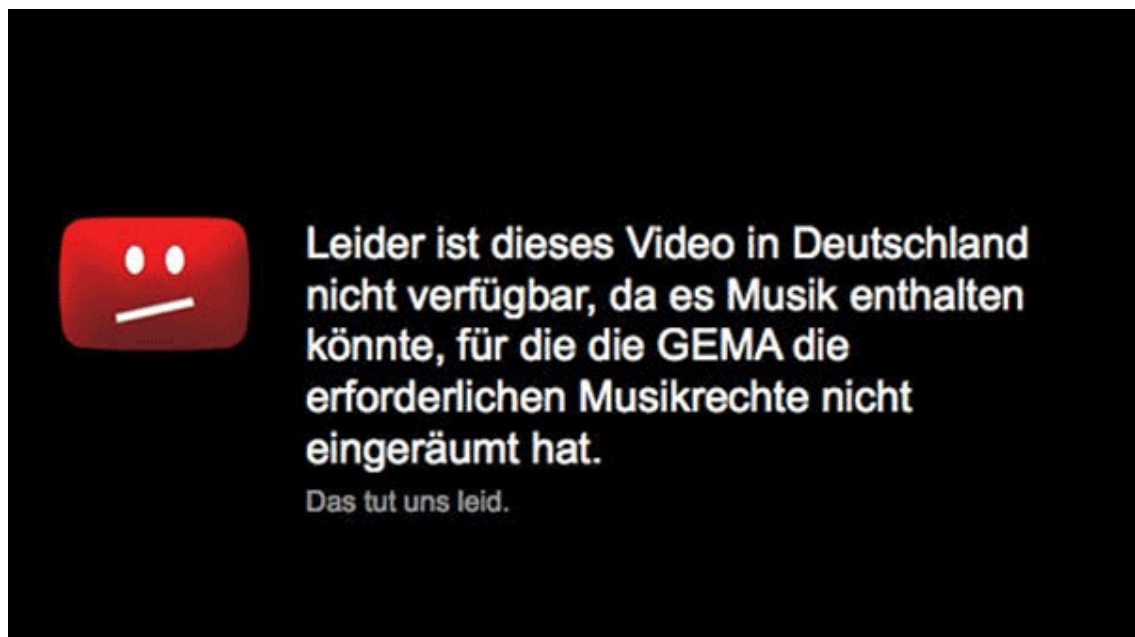 Leider ist dieses Video in Deutschland
nicht verfügbar, da es Musik enthalten
könnte, für die die GEMA die
erforderlichen Musikrechte nicht
eingeräumt hat.
Das tut uns leid.